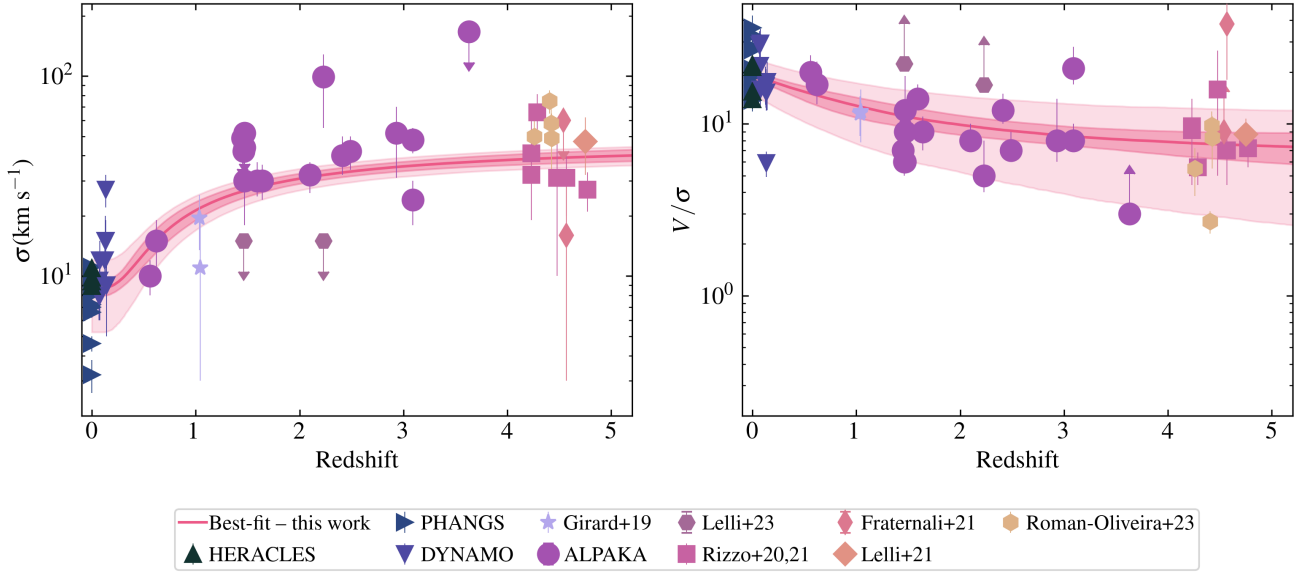 10²
10¹
σ(km s⁻¹)
0 1 2 3 4 5
Redshift
10¹
10⁰
V/σ
0 1 2 3 4 5
Redshift
Best-fit – this work PHANGS Girard+19 Lelli+23 Fraternali+21 Roman-Oliveira+23
HERACLES DYNAMO ALPAKA Rizzo+20,21 Lelli+21